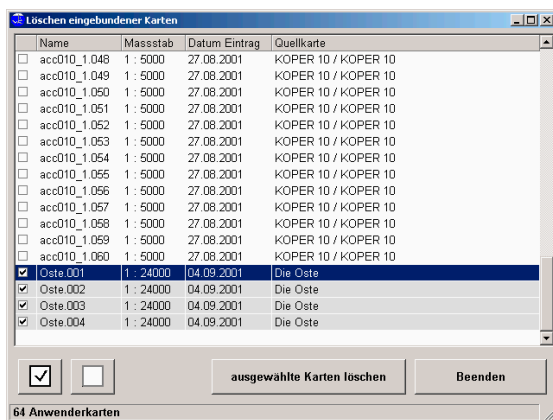 Löschen eingebundener Karten
Name Massstab Datum Eintrag Quellkarte
acc010_1.048 1 : 5000 27.08.2001 KOPER 10 / KOPER 10
acc010_1.049 1 : 5000 27.08.2001 KOPER 10 / KOPER 10
acc010_1.050 1 : 5000 27.08.2001 KOPER 10 / KOPER 10
acc010_1.051 1 : 5000 27.08.2001 KOPER 10 / KOPER 10
acc010_1.052 1 : 5000 27.08.2001 KOPER 10 / KOPER 10
acc010_1.053 1 : 5000 27.08.2001 KOPER 10 / KOPER 10
acc010_1.054 1 : 5000 27.08.2001 KOPER 10 / KOPER 10
acc010_1.055 1 : 5000 27.08.2001 KOPER 10 / KOPER 10
acc010_1.056 1 : 5000 27.08.2001 KOPER 10 / KOPER 10
acc010_1.057 1 : 5000 27.08.2001 KOPER 10 / KOPER 10
acc010_1.058 1 : 5000 27.08.2001 KOPER 10 / KOPER 10
acc010_1.059 1 : 5000 27.08.2001 KOPER 10 / KOPER 10
acc010_1.060 1 : 5000 27.08.2001 KOPER 10 / KOPER 10
Oste.001 1 : 24000 04.09.2001 Die Oste
Oste.002 1 : 24000 04.09.2001 Die Oste
Oste.003 1 : 24000 04.09.2001 Die Oste
Oste.004 1 : 24000 04.09.2001 Die Oste
ausgewählte Karten löschen Beenden
64 Anwenderkarten